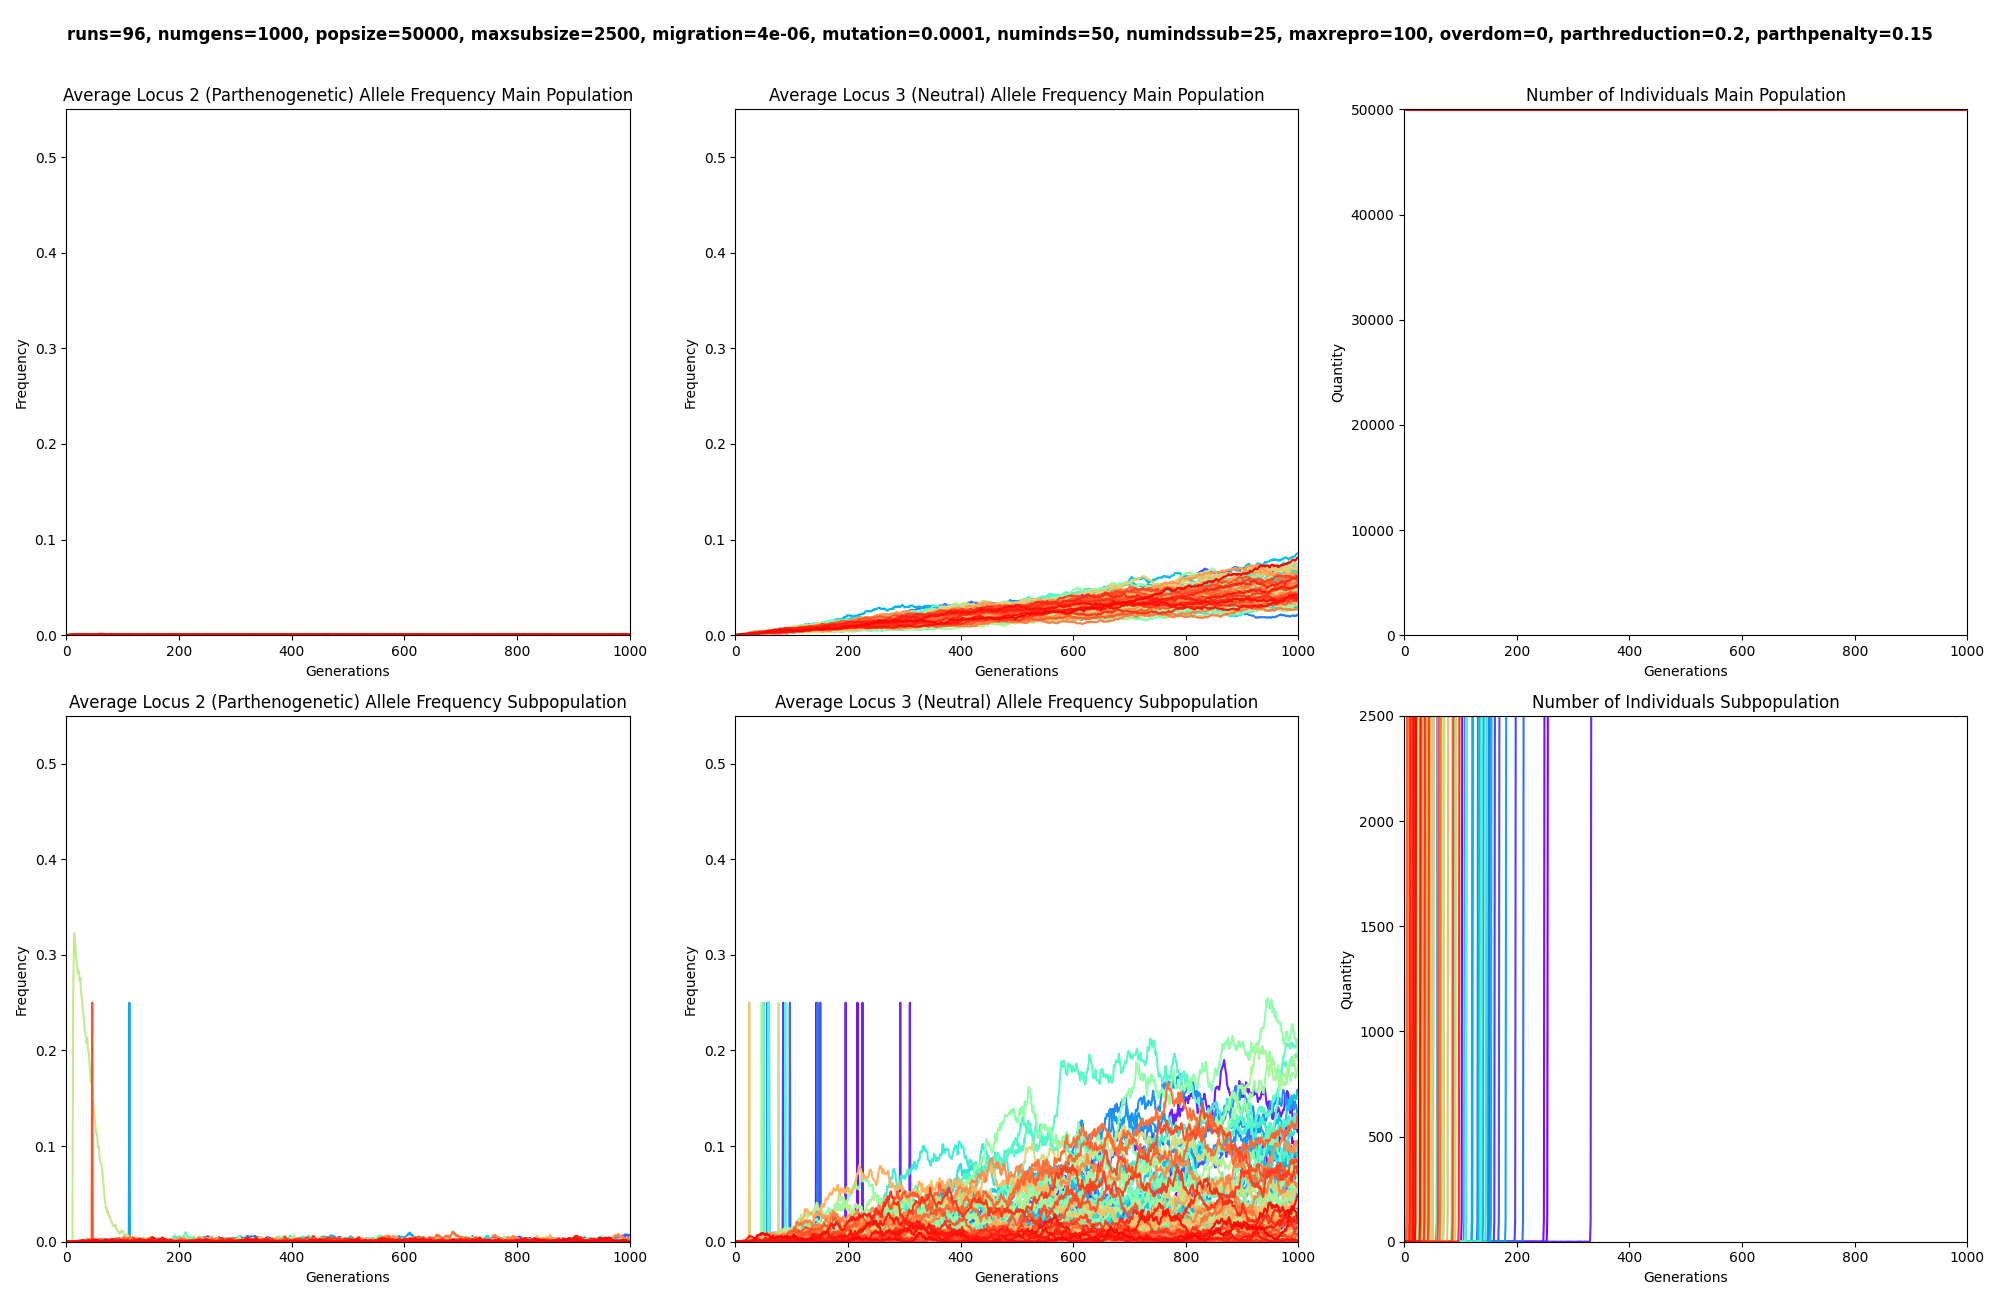 runs=96, numgens=1000, popsize=50000, maxsubsize=2500, migration=4e-06, mutation=0.0001, numinds=50, numindssub=25, maxrepro=100, overdom=0, parthreduction=0.2, parthpenalty=0.15
Average Locus 2 (Parthenogenetic) Allele Frequency Main Population
Frequency
0.5
0.4
0.3
0.2
0.1
0.0
0 200 400 600 800 1000
Generations
Average Locus 3 (Neutral) Allele Frequency Main Population
Frequency
0.5
0.4
0.3
0.2
0.1
0.0
0 200 400 600 800 1000
Generations
Number of Individuals Main Population
Quantity
50000
40000
30000
20000
10000
0
0 200 400 600 800 1000
Generations
Average Locus 2 (Parthenogenetic) Allele Frequency Subpopulation
Frequency
0.5
0.4
0.3
0.2
0.1
0.0
0 200 400 600 800 1000
Generations
Average Locus 3 (Neutral) Allele Frequency Subpopulation
Frequency
0.5
0.4
0.3
0.2
0.1
0.0
0 200 400 600 800 1000
Generations
Number of Individuals Subpopulation
Quantity
2500
2000
1500
1000
500
0
0 200 400 600 800 1000
Generations